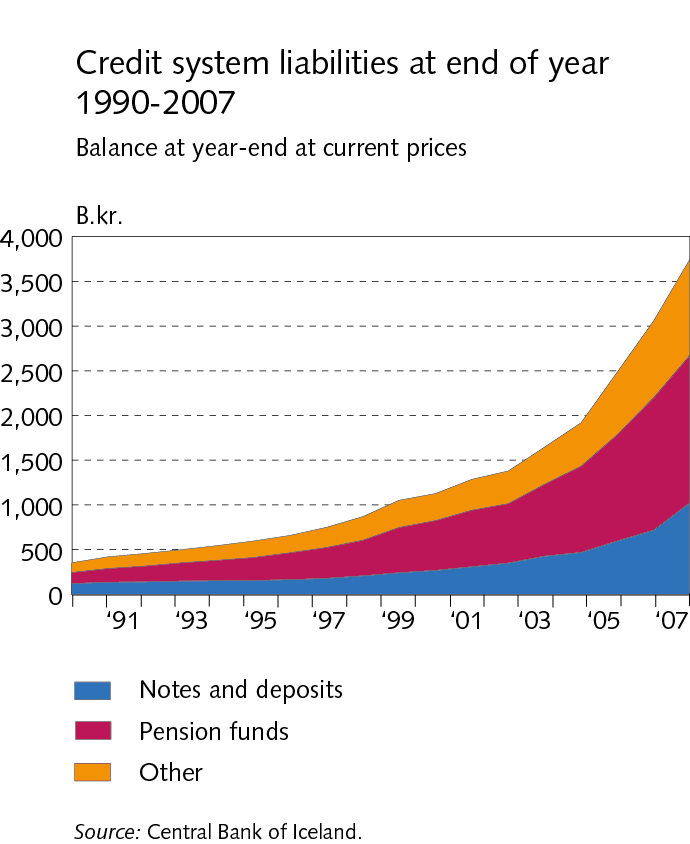 Credit system liabilities at end of year
1990-2007
Balance at year-end at current prices
B.kr.
4,000
3,500
3,000
2,500
2,000
1,500
1,000
500
0
‘91 ‘93 ‘95 ‘97 ‘99 ‘01 ‘03 ‘05 ‘07
Notes and deposits
Pension funds
Other
Source: Central Bank of Iceland.